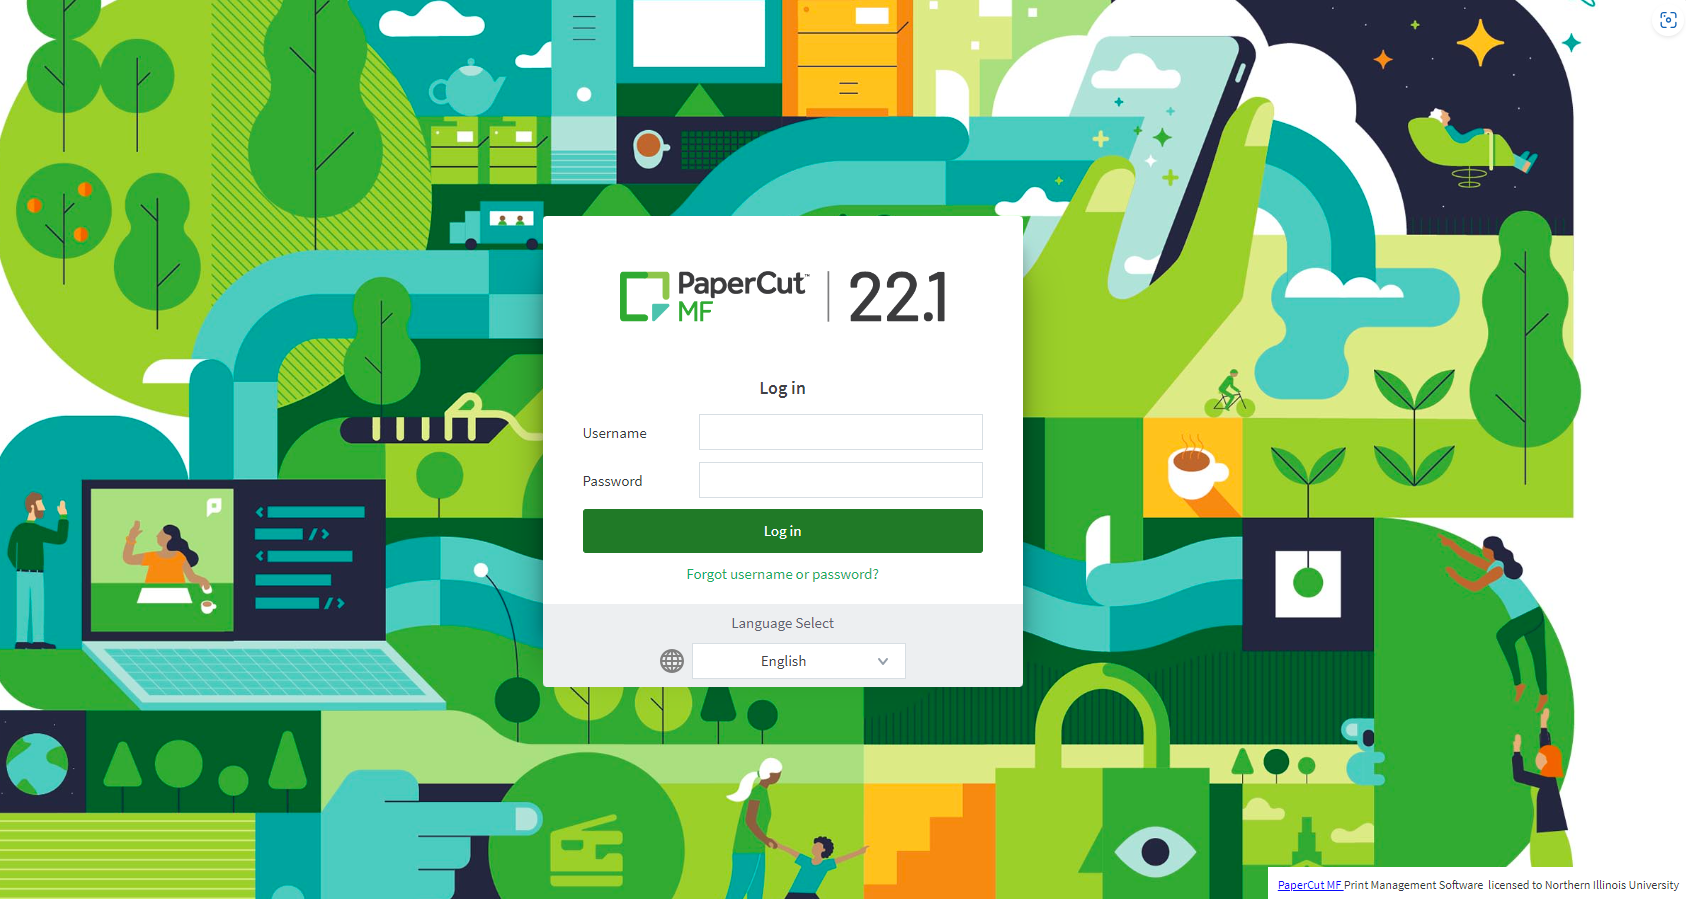 PaperCut™ MF | 22.1
Log in
Username
Password
Log in
Forgot username or password?
Language Select
English
PaperCut MF Print Management Software licensed to Northern Illinois University